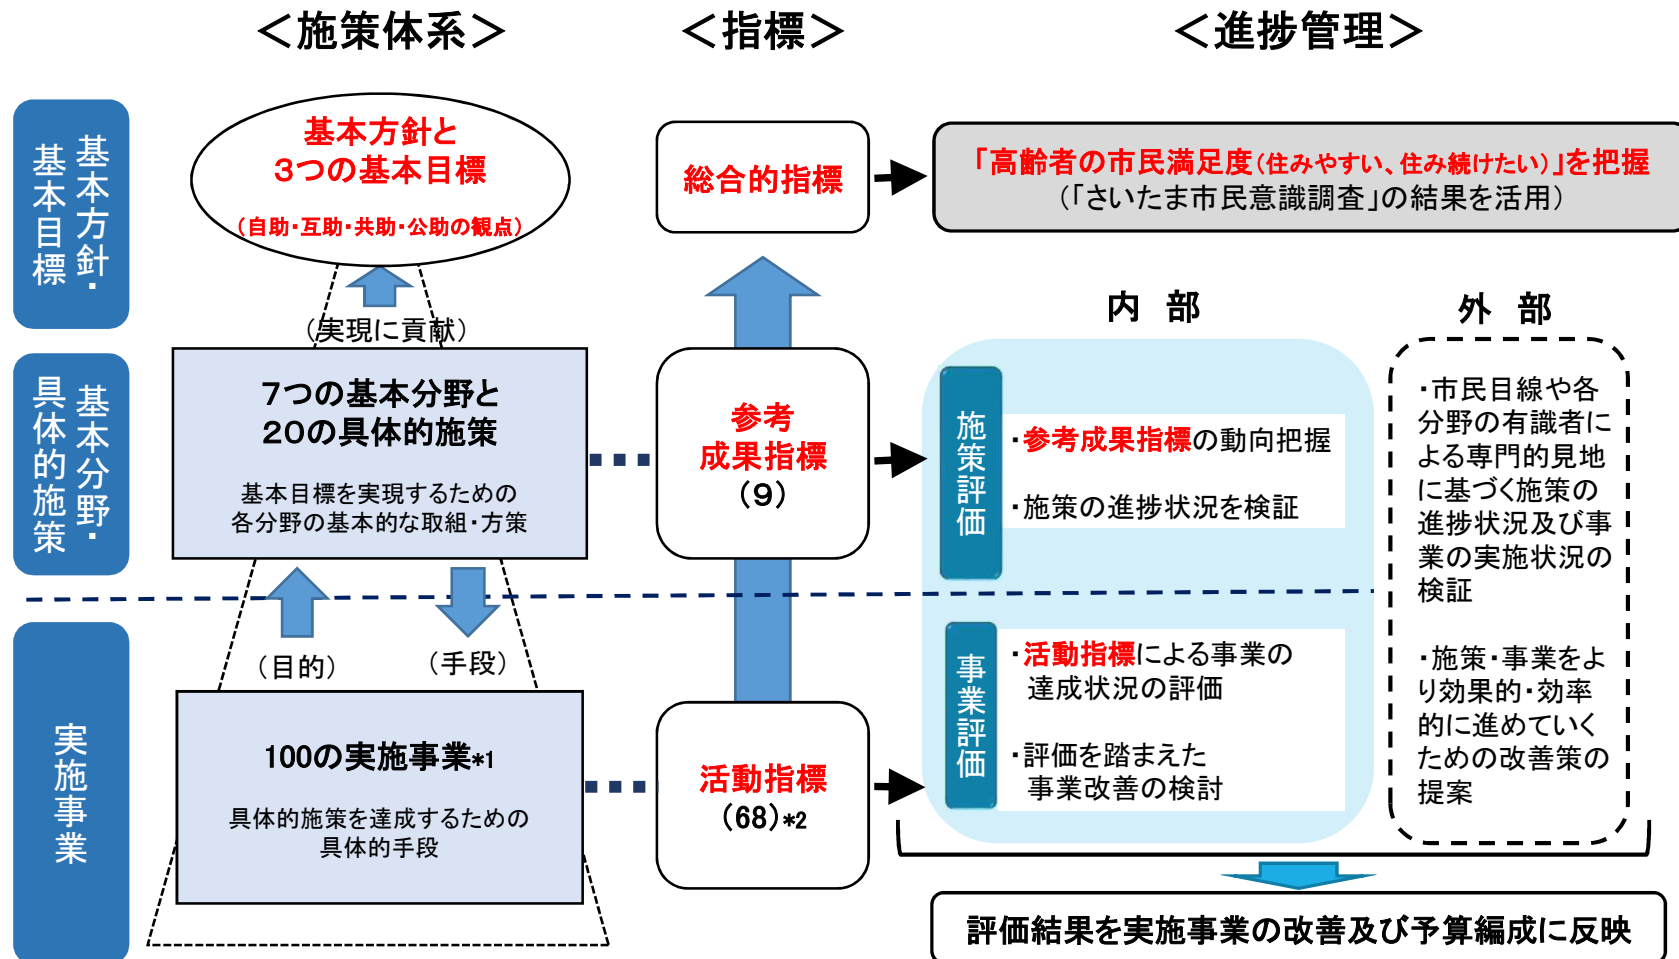 ＜施策体系＞
＜指標＞
＜進捗管理＞
基本方針・
基本目標
基本方針と
3つの基本目標
(自助・互助・共助・公助の観点)
総合的指標
「高齢者の市民満足度(住みやすい、住み続けたい)」を把握
(「さいたま市民意識調査」の結果を活用)
(実現に貢献)
内 部
外 部
基本分野・
具体的施策
7つの基本分野と
20の具体的施策
基本目標を実現するための
各分野の基本的な取組・方策
参考
成果指標
(9)
施策評価
・参考成果指標の動向把握
・施策の進捗状況を検証
・市民目線や各
分野の有識者に
よる専門的見地
に基づく施策の
進捗状況及び事
業の実施状況の
検証
・施策・事業をよ
り効果的・効率
的に進めていく
ための改善策の
提案
(目的)
(手段)
実施事業
100の実施事業*1
具体的施策を達成するための
具体的手段
活動指標
(68)*2
事業評価
・活動指標による事業の
達成状況の評価
・評価を踏まえた
事業改善の検討
評価結果を実施事業の改善及び予算編成に反映